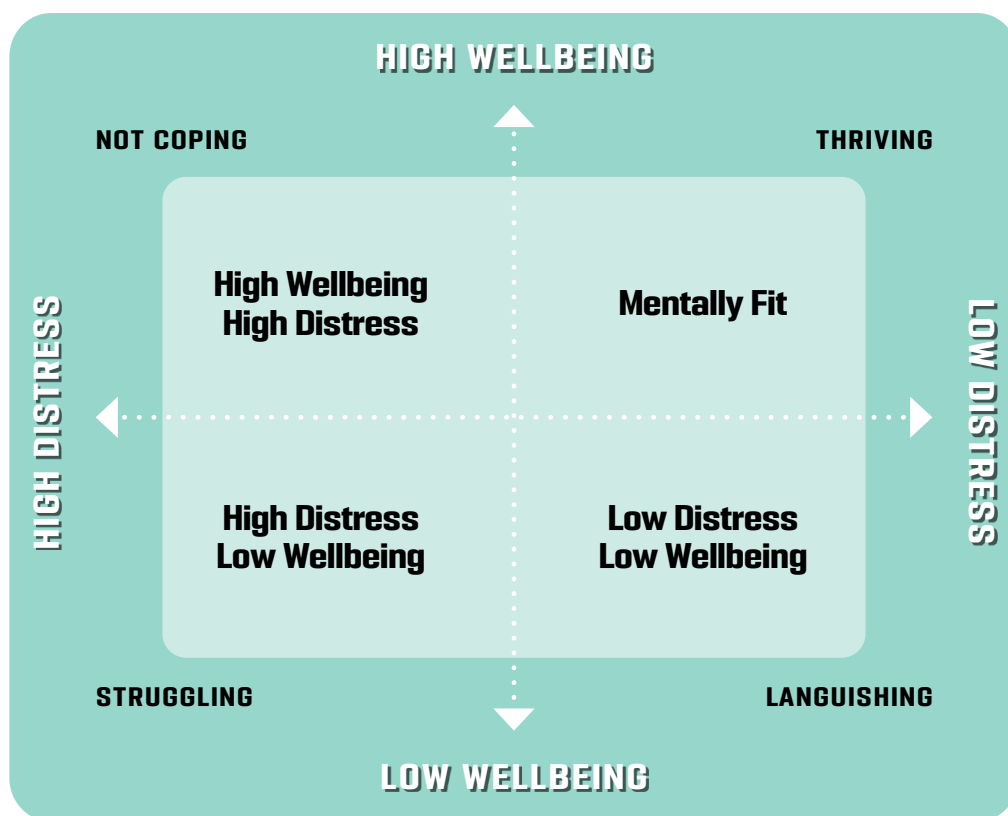 HIGH WELLBEING
NOT COPING
THRIVING
High Wellbeing
High Distress
Mentally Fit
HIGH DISTRESS
LOW DISTRESS
High Distress
Low Wellbeing
Low Distress
Low Wellbeing
STRUGGLING
LANGUISHING
LOW WELLBEING